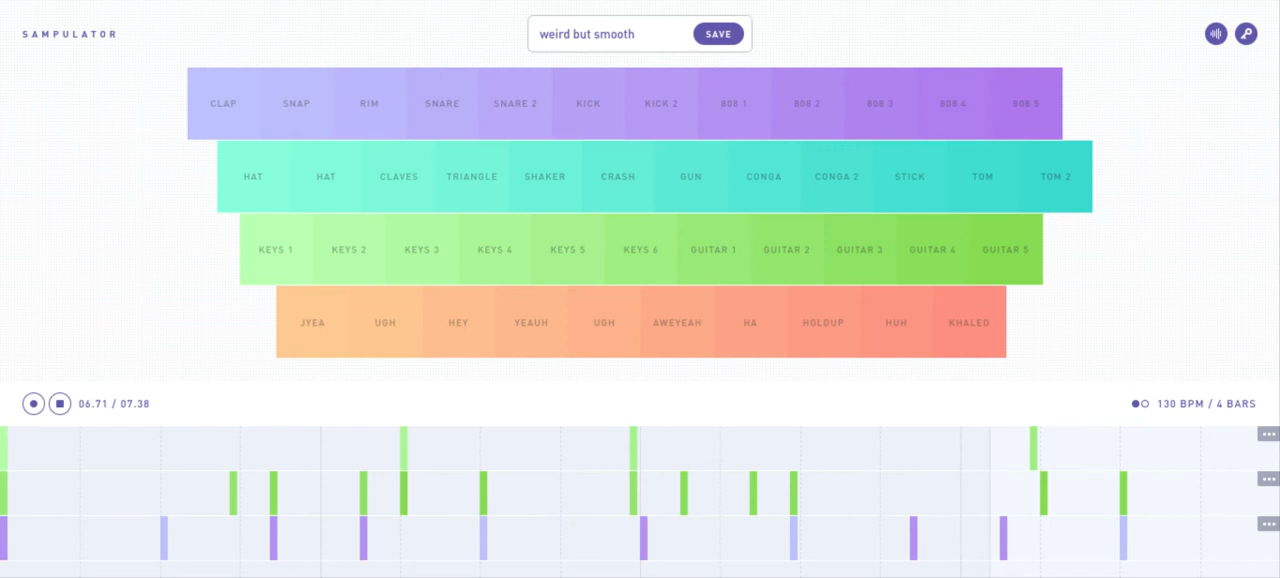 SAMPULATOR
weird but smooth SAVE
CLAP SNAP RIM SNARE SNARE 2 KICK KICK 2 808 1 808 2 808 3 808 4 808 5
HAT HAT CLAVES TRIANGLE SHAKER CRASH GUN CONGA CONGA 2 STICK TOM TOM 2
KEYS 1 KEYS 2 KEYS 3 KEYS 4 KEYS 5 KEYS 6 GUITAR 1 GUITAR 2 GUITAR 3 GUITAR 4 GUITAR 5
JYEA UGH HEY YEAUH UGH AWEYEAH HA HOLDUP HUH KHALED
06.71 / 07.38
130 BPM / 4 BARS